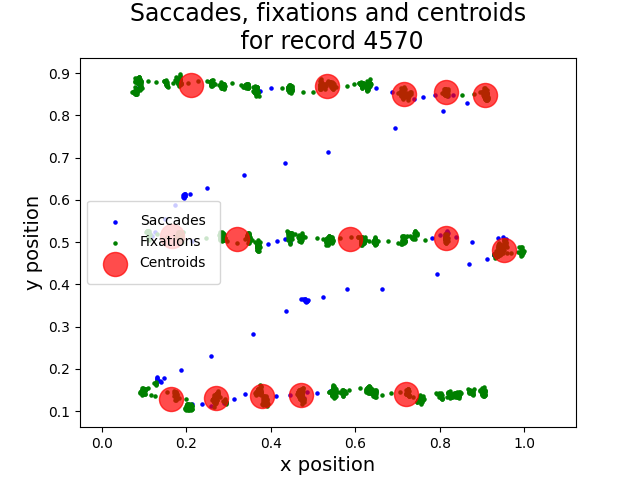 Saccades, fixations and centroids
for record 4570
0.9
0.8
0.7
0.6
0.5
0.4
0.3
0.2
0.1
y position
Saccades
Fixations
Centroids
0.0 0.2 0.4 0.6 0.8 1.0
x position